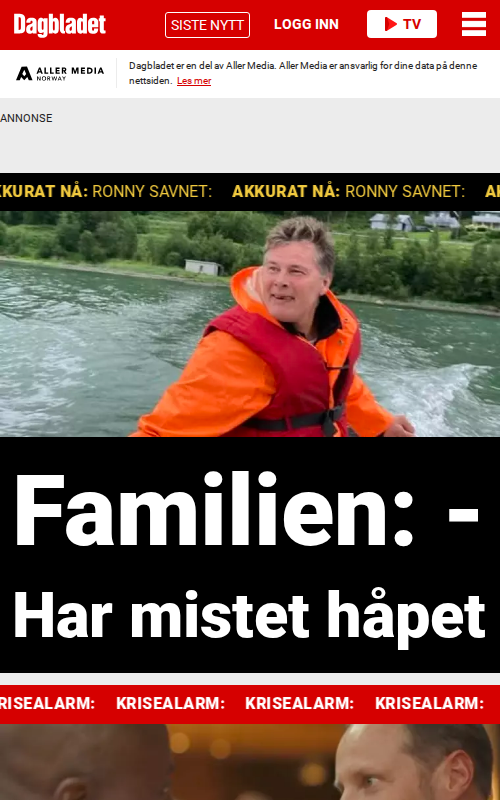 Dagbladet SISTE NYTT LOGG INN TV
ALLER MEDIA
NORWAY
Dagbladet er en del av Aller Media. Aller Media er ansvarlig for dine data på denne
nettsiden. Les mer
ANNONSE
KKURAT NÅ: RONNY SAVNET: AKKURAT NÅ: RONNY SAVNET: A
Familien: -
Har mistet håpet
RISEALARM: KRISEALARM: KRISEALARM: KRISEALARM: